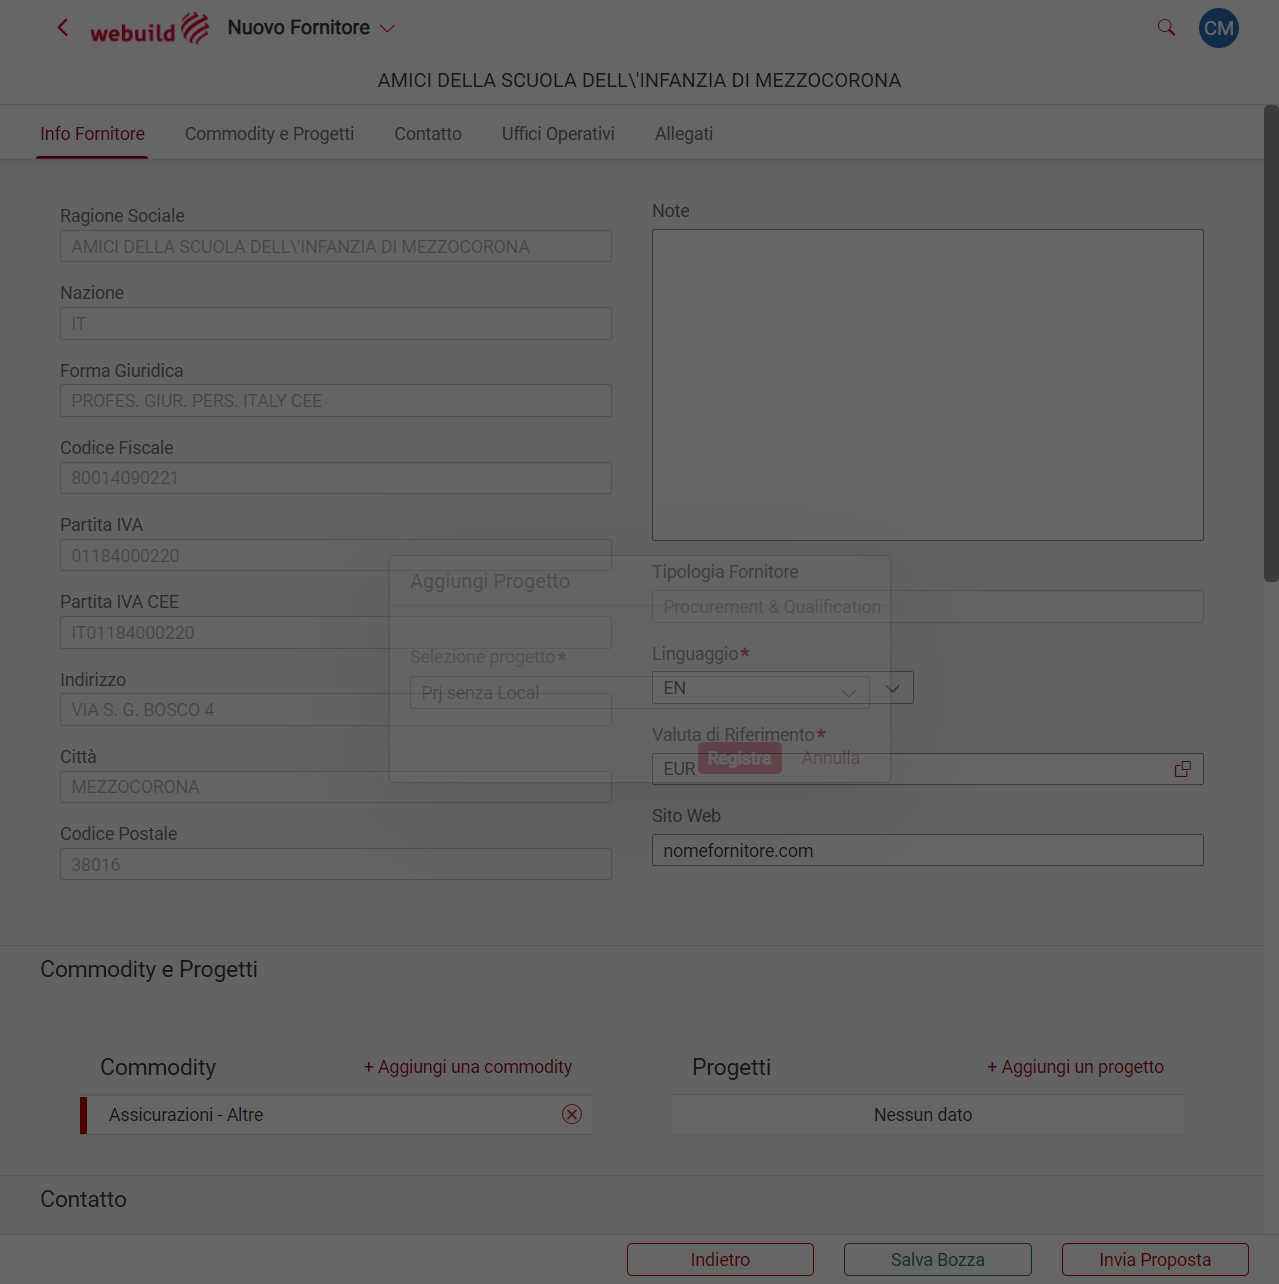 webuild
Nuovo Fornitore
CM
AMICI DELLA SCUOLA DELL\'INFANZIA DI MEZZOCORONA
Info Fornitore
Commodity e Progetti
Contatto
Uffici Operativi
Allegati
Ragione Sociale
AMICI DELLA SCUOLA DELL\'INFANZIA DI MEZZOCORONA
Nazione
IT
Forma Giuridica
PROFES. GIUR. PERS. ITALY CEE
Codice Fiscale
80014090221
Partita IVA
01184000220
Partita IVA CEE
IT01184000220
Indirizzo
VIA S. G. BOSCO 4
Città
MEZZOCORONA
Codice Postale
38016
Note
Tipologia Fornitore
Procurement & Qualification
Linguaggio*
EN
Valuta di Riferimento*
EUR
Sito Web
nomefornitore.com
Aggiungi Progetto
Selezione progetto*
Prj senza Local
Registra
Annulla
Commodity e Progetti
Commodity
+ Aggiungi una commodity
Assicurazioni - Altre
Progetti
+ Aggiungi un progetto
Nessun dato
Contatto
Indietro
Salva Bozza
Invia Proposta